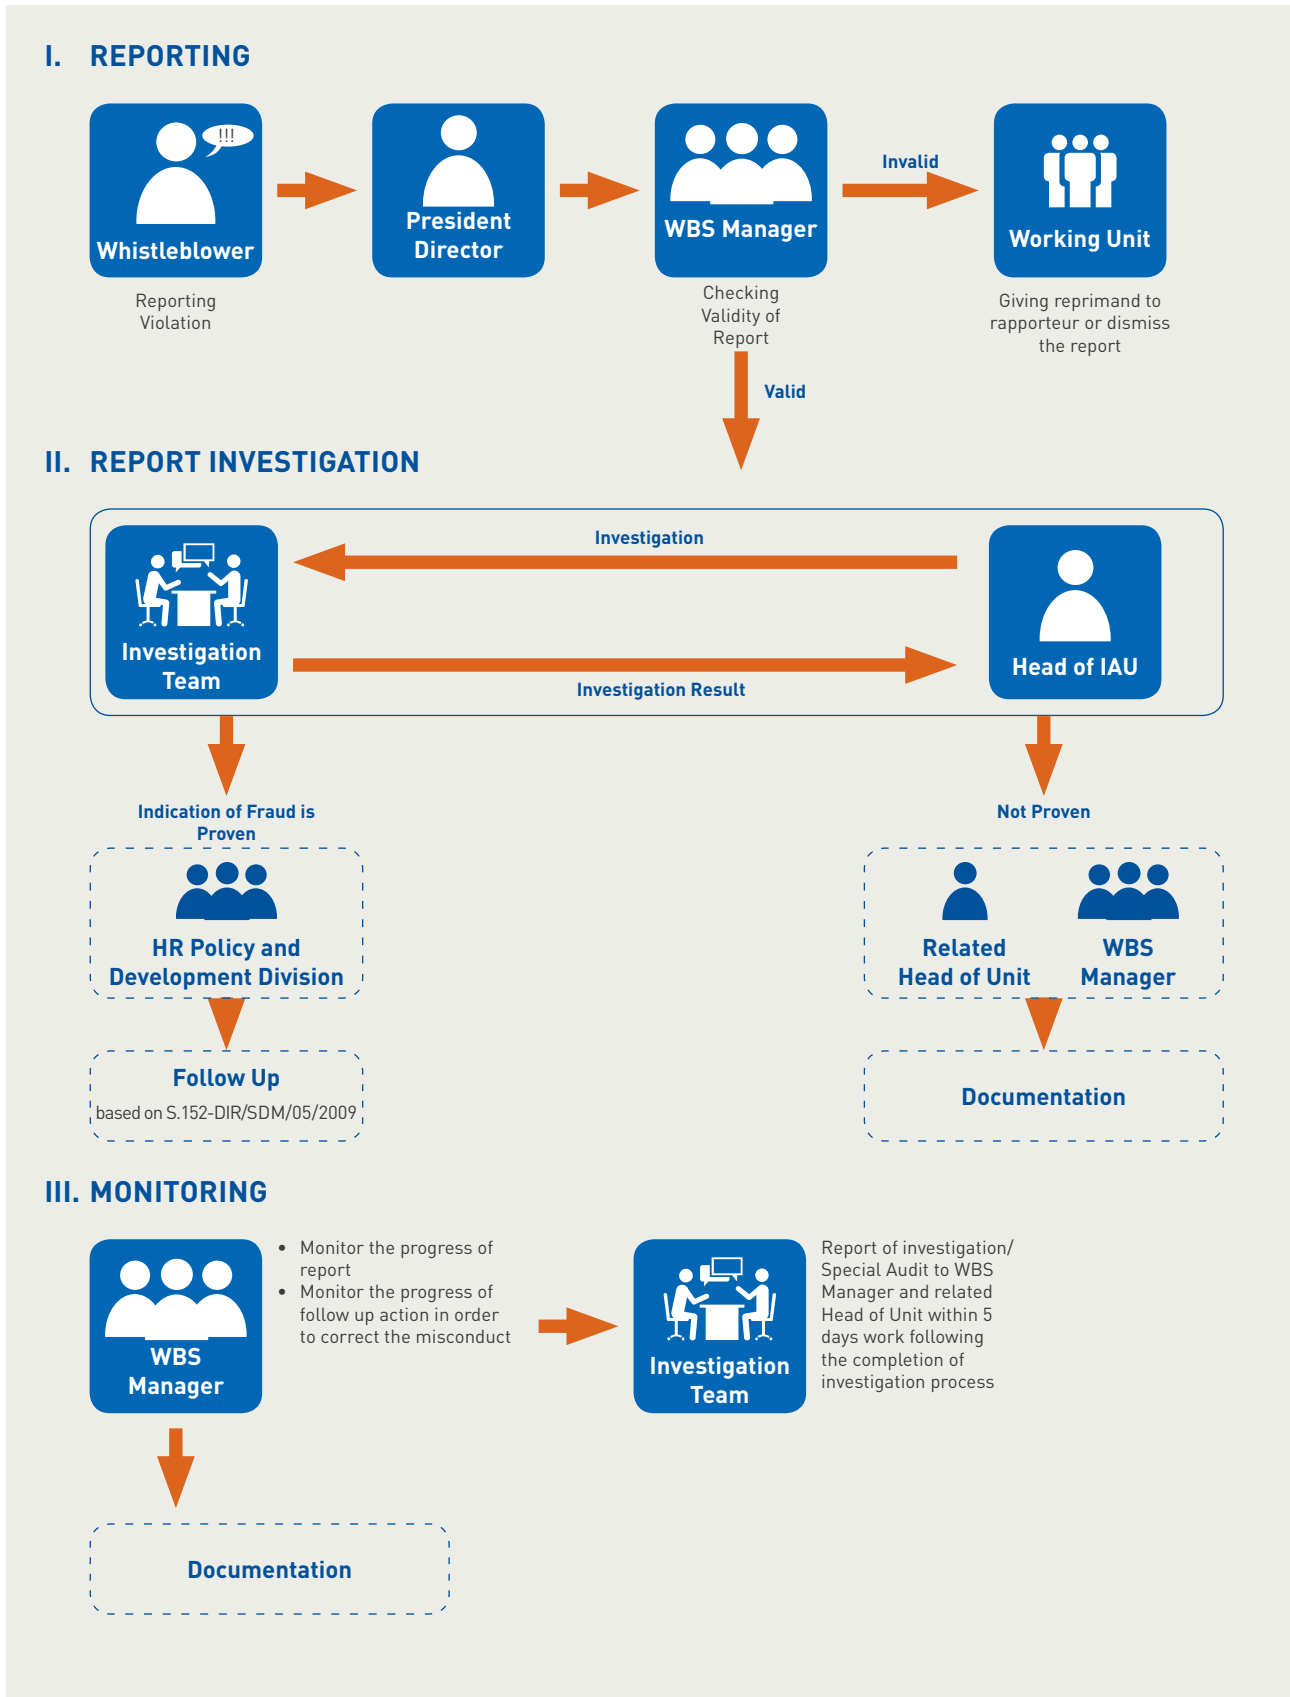 I. REPORTING
!!!
Whistleblower
Reporting
Violation
President
Director
WBS Manager
Checking
Validity of
Report
Invalid
Working Unit
Giving reprimand to
rapporteur or dismiss
the report
Valid
II. REPORT INVESTIGATION
Investigation
Team
Investigation
Investigation Result
Head of IAU
Indication of Fraud is
Proven
HR Policy and
Development Division
Follow Up
based on S.152-DIR/SDM/05/2009
Not Proven
Related
Head of Unit
WBS
Manager
Documentation
III. MONITORING
WBS
Manager
• Monitor the progress of
report
• Monitor the progress of
follow up action in order
to correct the misconduct
Investigation
Team
Report of investigation/
Special Audit to WBS
Manager and related
Head of Unit within 5
days work following
the completion of
investigation process
Documentation